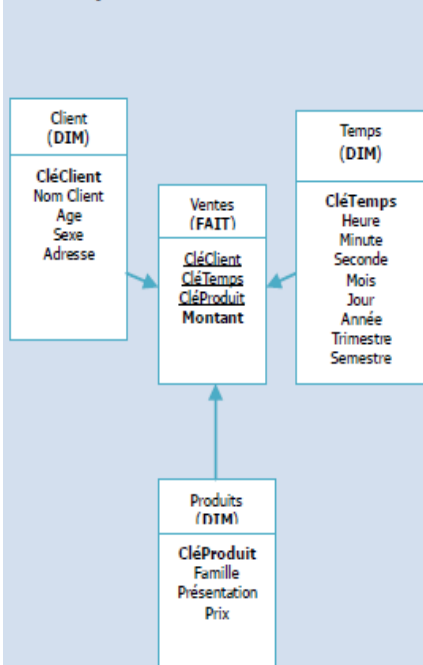 Client
(DIM)
CléClient
Nom Client
Age
Sexe
Adresse
Ventes
(FAIT)
CléClient
CléTemps
CléProduit
Montant
Temps
(DIM)
CléTemps
Heure
Minute
Seconde
Mois
Jour
Année
Trimestre
Semestre
Produits
(DIM)
CléProduit
Famille
Présentation
Prix